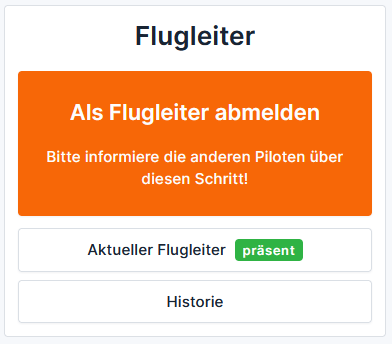 Flugleiter
Als Flugleiter abmelden
Bitte informiere die anderen Piloten über
diesen Schritt!
Aktueller Flugleiter präsent
Historie